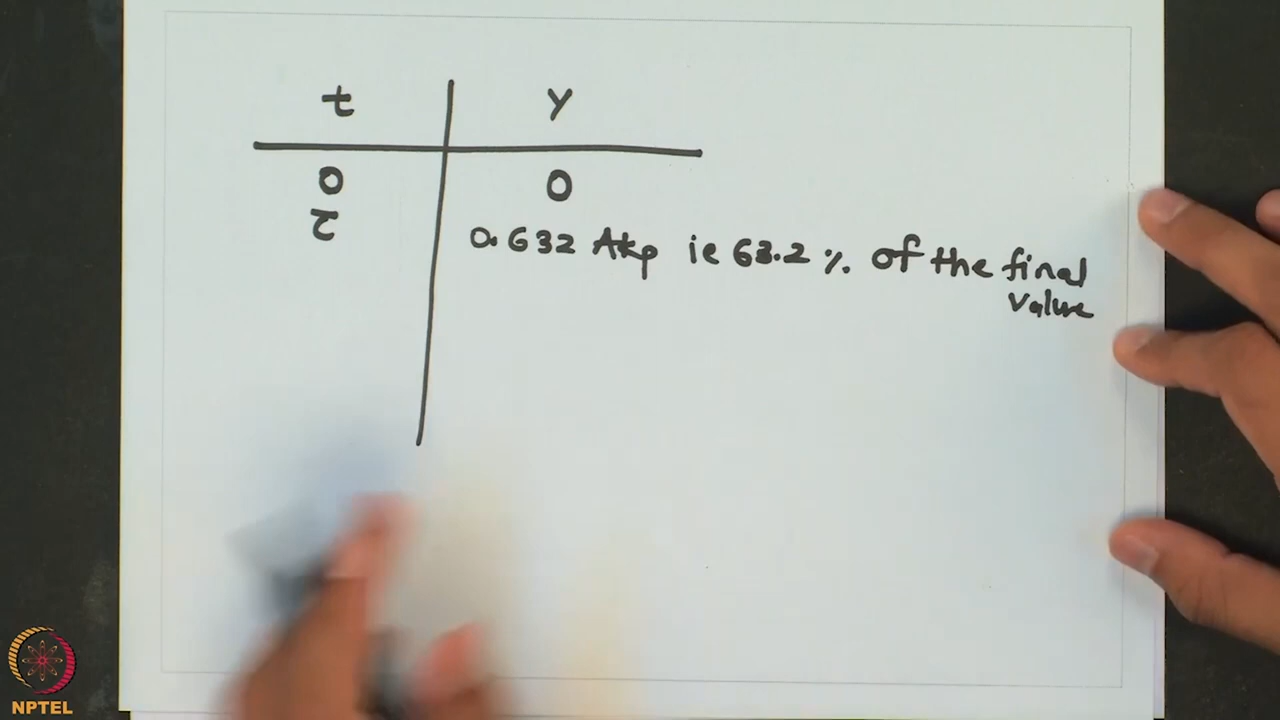 t y
0 0
τ 0.632 Akp ie 63.2 % of the final
value
NPTEL